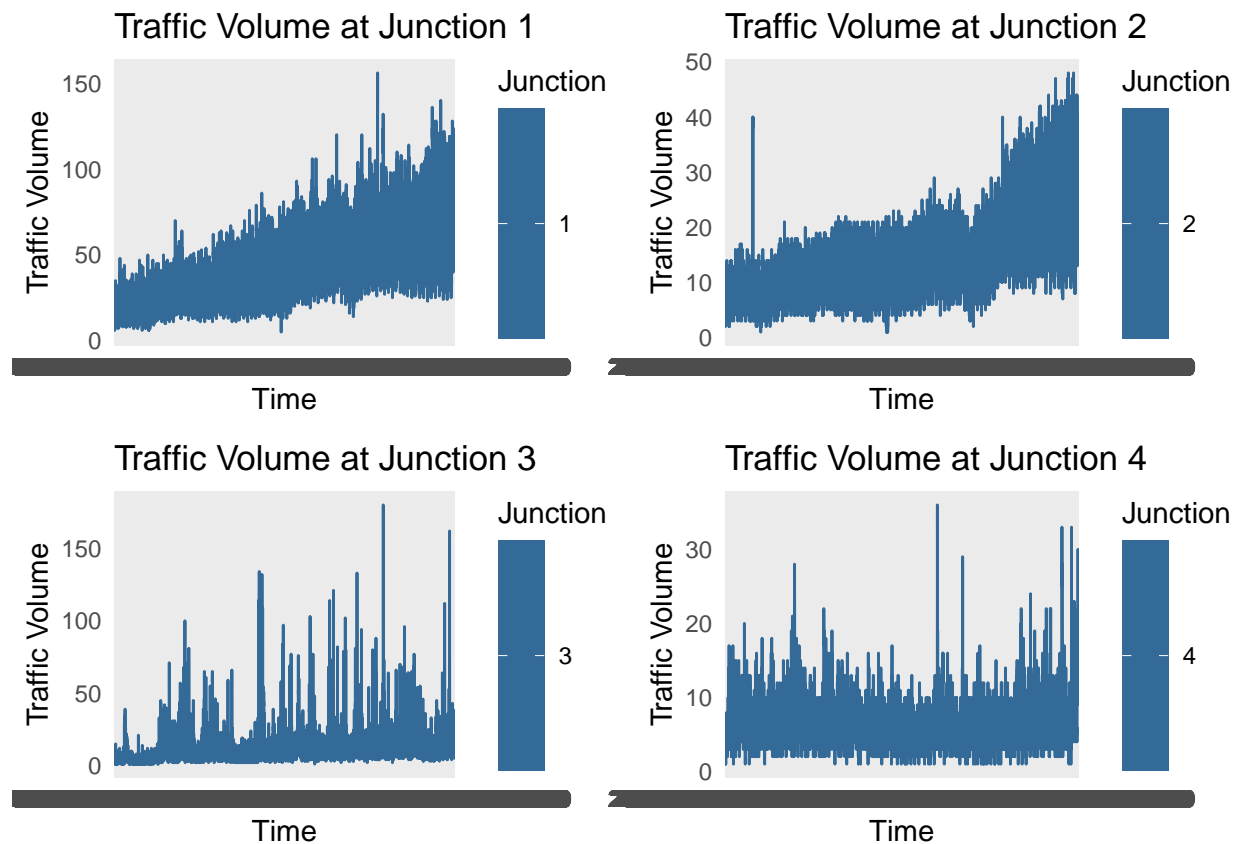 Traffic Volume at Junction 1
Traffic Volume
150
100
50
0
Time
Junction
1
Traffic Volume at Junction 2
Traffic Volume
50
40
30
20
10
0
Time
Junction
2
Traffic Volume at Junction 3
Traffic Volume
150
100
50
0
Time
Junction
3
Traffic Volume at Junction 4
Traffic Volume
30
20
10
0
Time
Junction
4